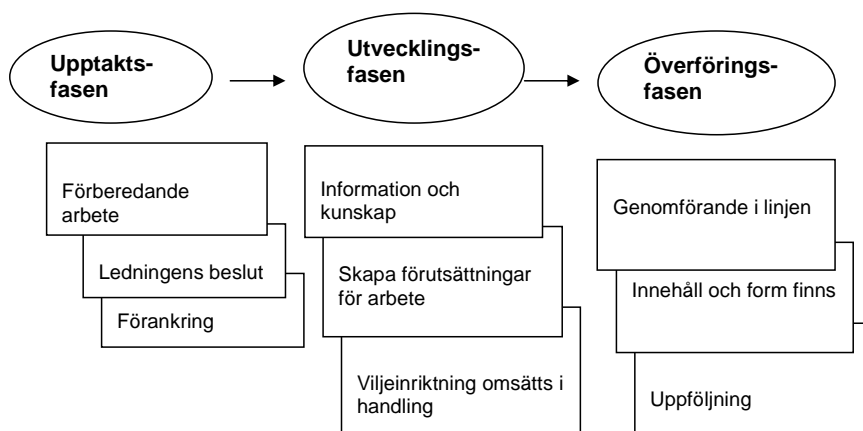 Upptakts-
fasen
Utvecklings-
fasen
Överförings-
fasen
Förberedande
arbete
Ledningens beslut
Förankring
Information och
kunskap
Skapa förutsättningar
för arbete
Viljeinriktning omsätts i
handling
Genomförande i linjen
Innehåll och form finns
Uppföljning